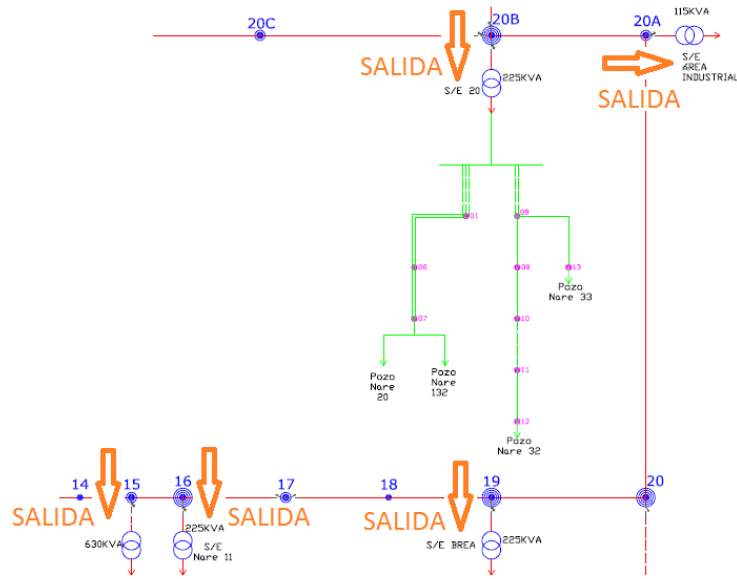 20C
20B
20A
115KVA
S/E
ÁREA
INDUSTRIAL
SALIDA
SALIDA
225KVA
S/E 20
01
08
06
09
13
Pozo
Nare 33
07
10
11
Pozo
Nare
20
Pozo
Nare
132
12
Pozo
Nare 32
14
15
16
17
18
19
20
SALIDA
SALIDA
SALIDA
630KVA
225KVA
S/E
Nare 11
S/E BREA
225KVA